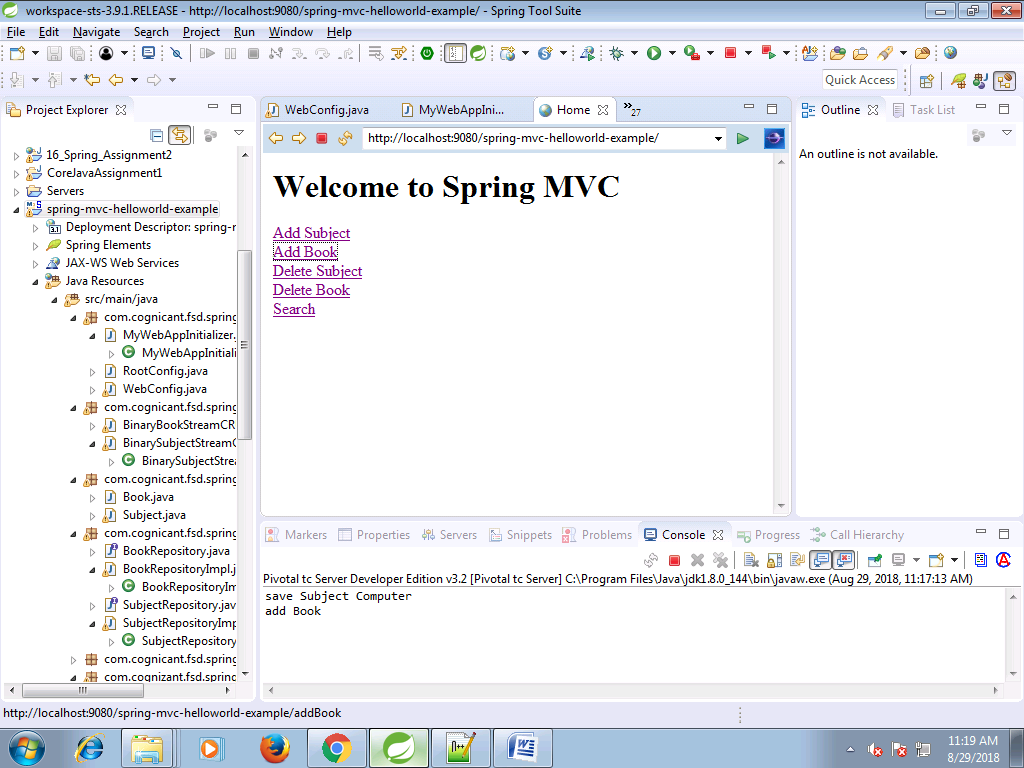 workspace-sts-3.9.1.RELEASE - http://localhost:9080/spring-mvc-helloworld-example/ - Spring Tool Suite
File Edit Navigate Search Project Run Window Help
Quick Access
Project Explorer
16_Spring_Assignment2
CoreJavaAssignment1
Servers
spring-mvc-helloworld-example
Deployment Descriptor: spring-r
Spring Elements
JAX-WS Web Services
Java Resources
src/main/java
com.cognicant.fsd.spring
MyWebAppInitializer.
MyWebAppInitiali
RootConfig.java
WebConfig.java
com.cognicant.fsd.spring
BinaryBookStreamCR
BinarySubjectStreamC
BinarySubjectStrea
com.cognicant.fsd.spring
Book.java
Subject.java
com.cognicant.fsd.spring
BookRepository.java
BookRepositoryImpl.j
BookRepositoryIm
SubjectRepository.java
SubjectRepositoryImp
SubjectRepository
com.cognicant.fsd.spring
com.cognizant.fsd.spring
WebConfig.java MyWebAppIni... Home 27
http://localhost:9080/spring-mvc-helloworld-example/
Welcome to Spring MVC
Add Subject
Add Book
Delete Subject
Delete Book
Search
Outline Task List
An outline is not available.
Markers Properties Servers Snippets Problems Console Progress Call Hierarchy
Pivotal tc Server Developer Edition v3.2 [Pivotal tc Server] C:\Program Files\Java\jdk1.8.0_144\bin\javaw.exe (Aug 29, 2018, 11:17:13 AM)
save Subject Computer
add Book
http://localhost:9080/spring-mvc-helloworld-example/addBook
11:19 AM
8/29/2018